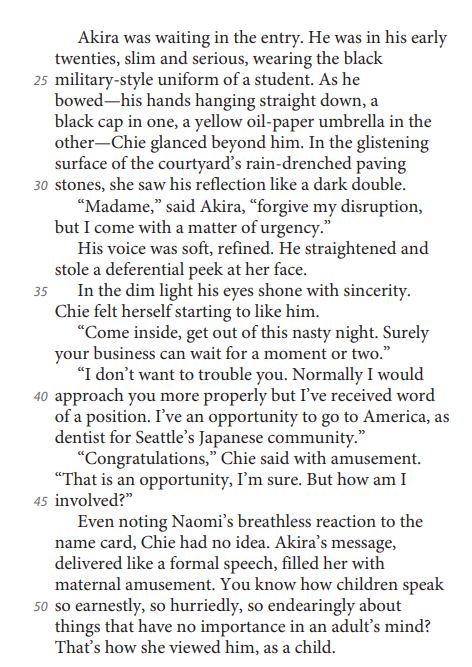 Akira was waiting in the entry. He was in his early
twenties, slim and serious, wearing the black
25 military-style uniform of a student. As he
bowed—his hands hanging straight down, a
black cap in one, a yellow oil-paper umbrella in the
other—Chie glanced beyond him. In the glistening
surface of the courtyard’s rain-drenched paving
30 stones, she saw his reflection like a dark double.
“Madame,” said Akira, “forgive my disruption,
but I come with a matter of urgency.”
His voice was soft, refined. He straightened and
stole a deferential peek at her face.
35 In the dim light his eyes shone with sincerity.
Chie felt herself starting to like him.
“Come inside, get out of this nasty night. Surely
your business can wait for a moment or two.”
“I don’t want to trouble you. Normally I would
40 approach you more properly but I’ve received word
of a position. I’ve an opportunity to go to America, as
dentist for Seattle’s Japanese community.”
“Congratulations,” Chie said with amusement.
“That is an opportunity, I’m sure. But how am I
45 involved?”
Even noting Naomi’s breathless reaction to the
name card, Chie had no idea. Akira’s message,
delivered like a formal speech, filled her with
maternal amusement. You know how children speak
50 so earnestly, so hurriedly, so endearingly about
things that have no importance in an adult’s mind?
That’s how she viewed him, as a child.